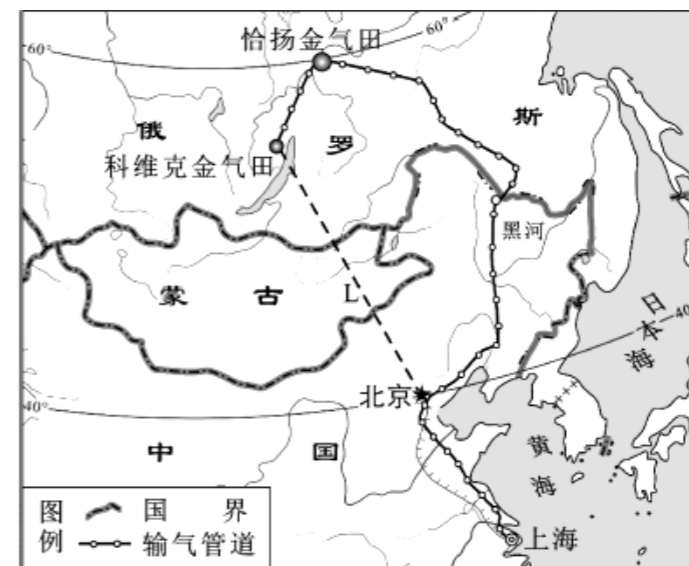 恰扬金气田
60°
60°
俄
罗
斯
科维克金气田
黑河
蒙
古
L
日本海
40
北京
40°
中
国
黄海
上海
图例
国界
输气管道